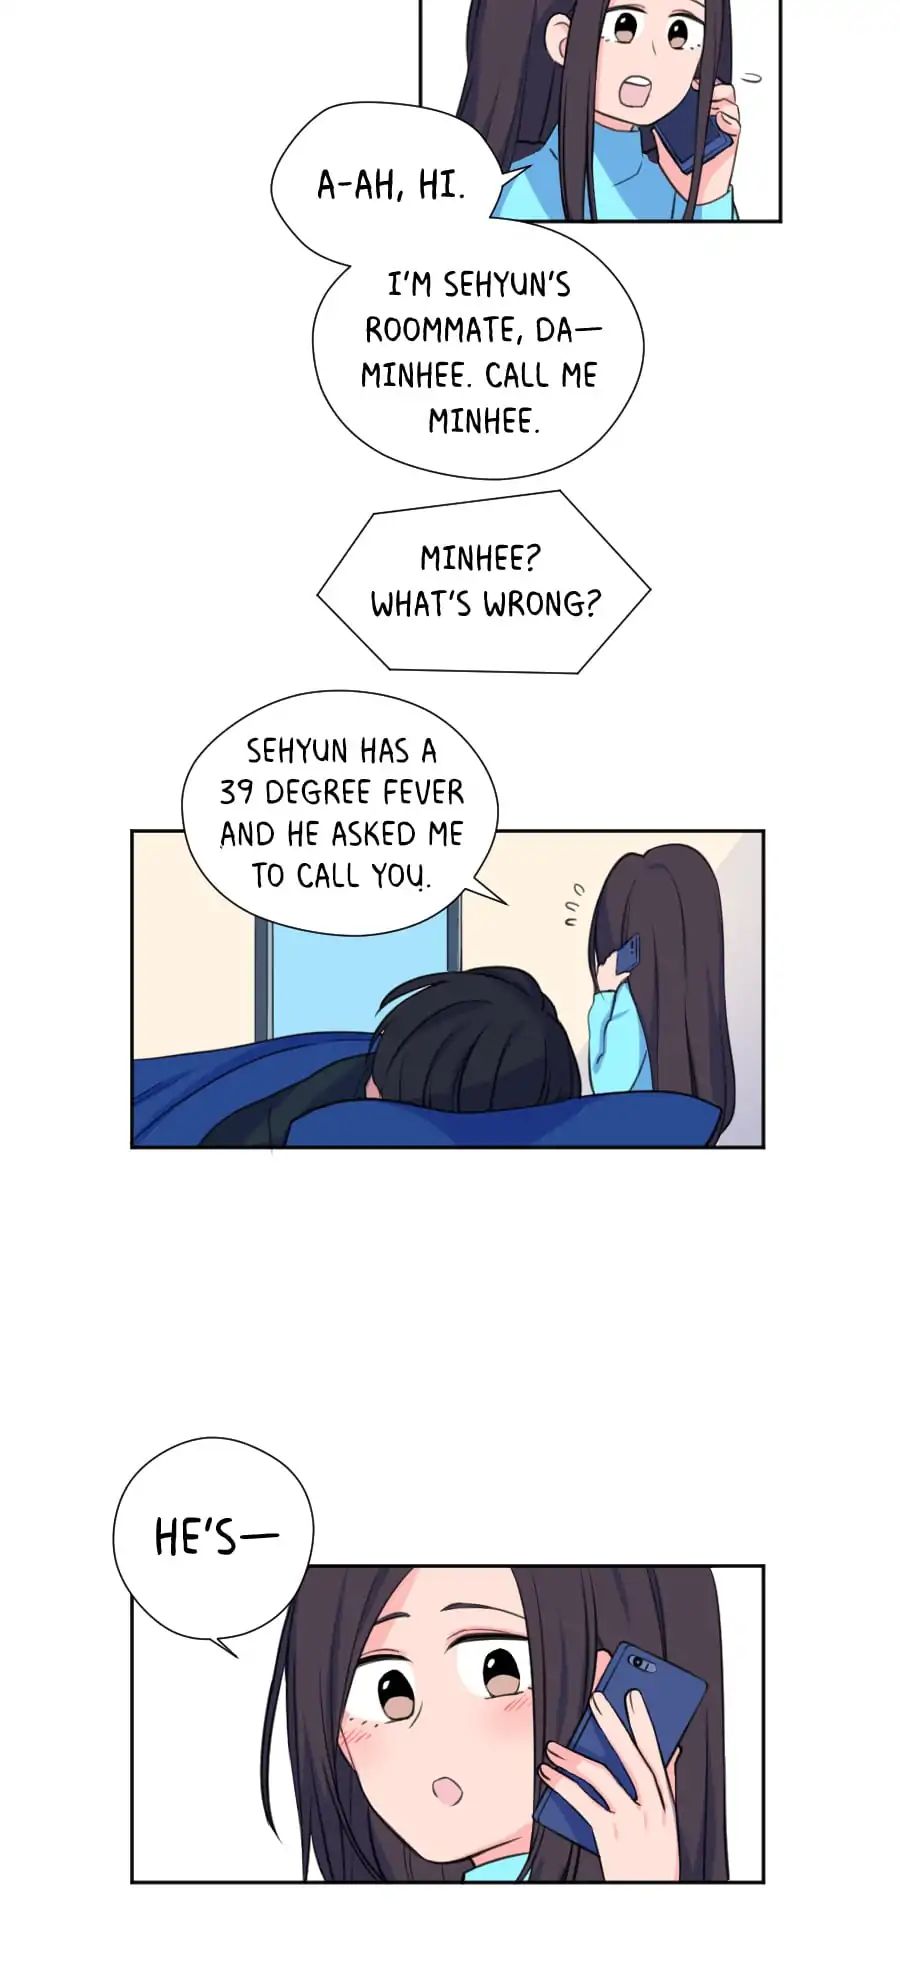 A-AH, HI.
I'M SEHYUN'S
ROOMMATE, DA—
MINHEE. CALL ME
MINHEE.
MINHEE?
WHAT'S WRONG?
SEHYUN HAS A
39 DEGREE FEVER
AND HE ASKED ME
TO CALL YOU.
HE'S—